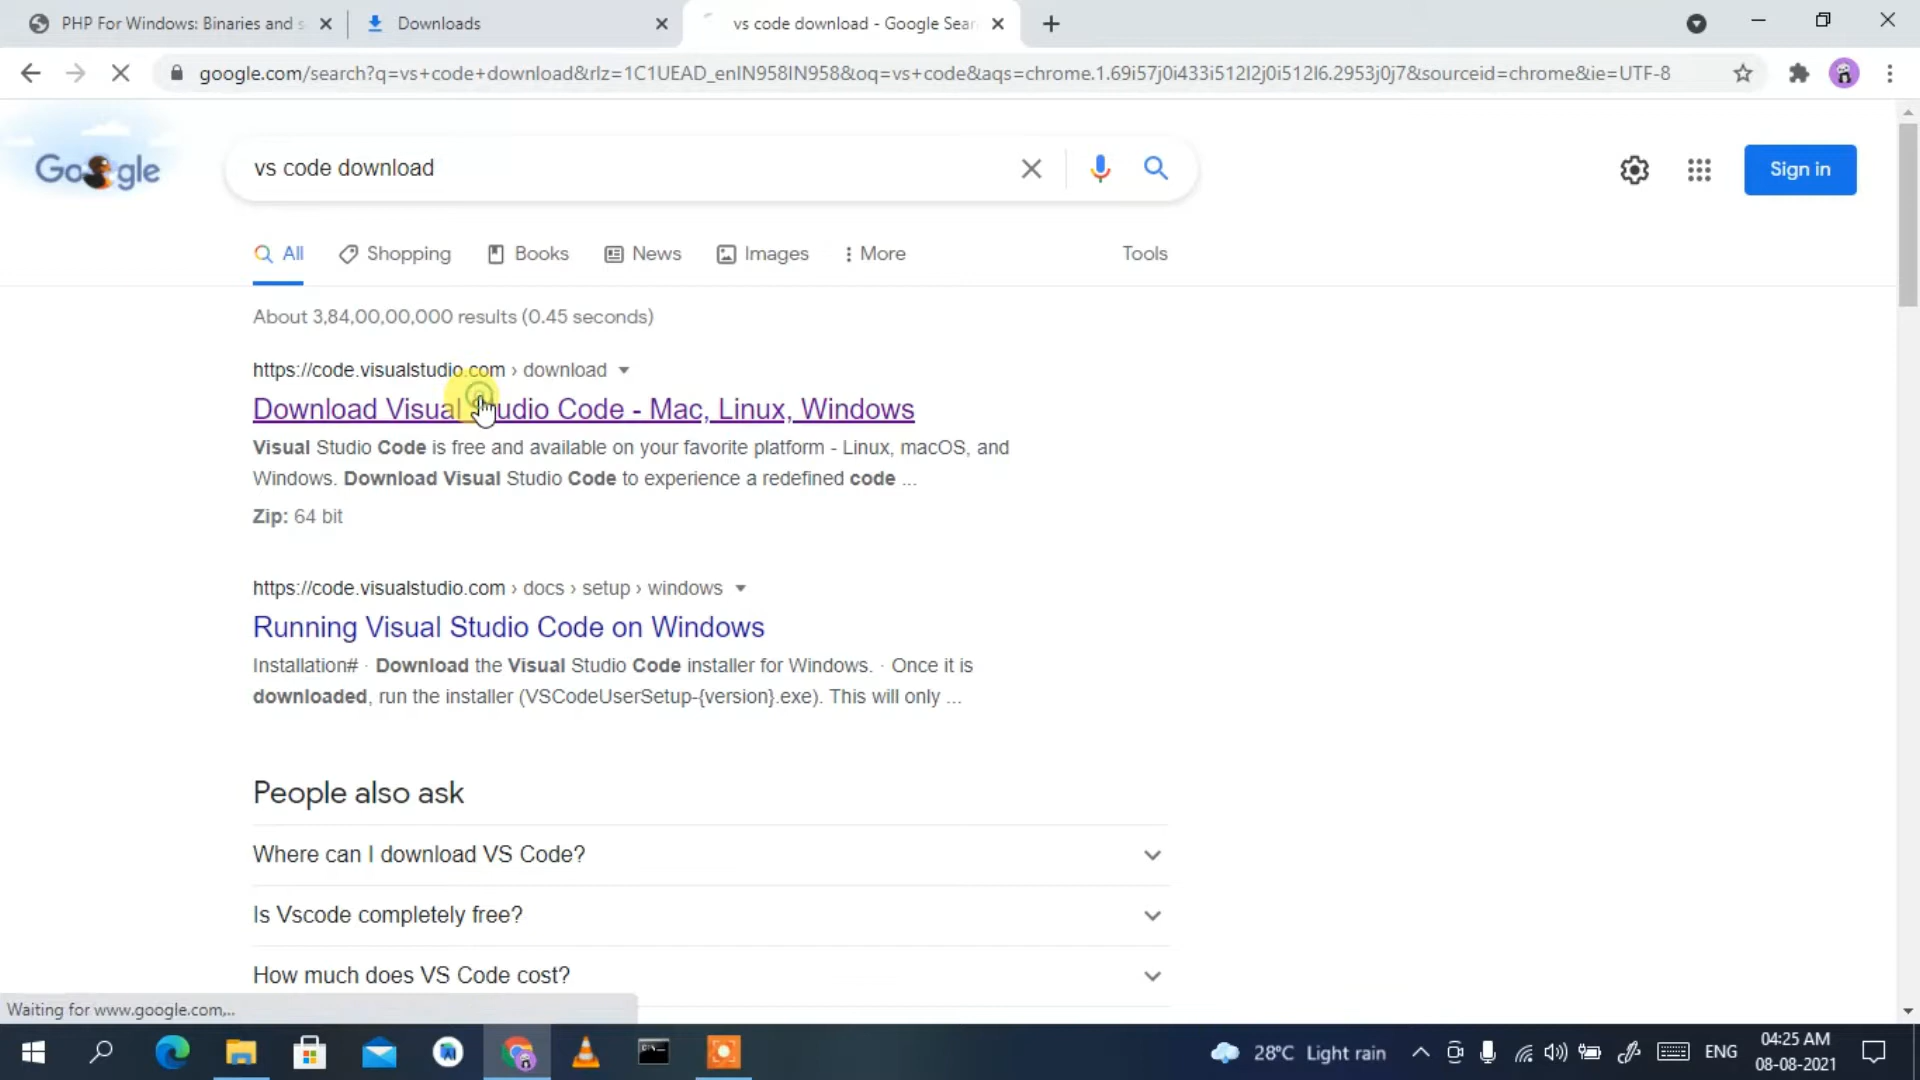 PHP For Windows: Binaries and s
Downloads
vs code download - Google Sear
google.com/search?q=vs+code+download&rlz=1C1UEAD_enIN958IN958&oq=vs+code&aqs=chrome.1.69i57j0i433i512l2j0i512l6.2953j0j7&sourceid=chrome&ie=UTF-8
Google
vs code download
Sign in
All
Shopping
Books
News
Images
More
Tools
About 3,84,00,00,000 results (0.45 seconds)
https://code.visualstudio.com › download
Download Visual Studio Code - Mac, Linux, Windows
Visual Studio Code is free and available on your favorite platform - Linux, macOS, and
Windows. Download Visual Studio Code to experience a redefined code ...
Zip: 64 bit
https://code.visualstudio.com › docs › setup › windows
Running Visual Studio Code on Windows
Installation# · Download the Visual Studio Code installer for Windows. · Once it is
downloaded, run the installer (VSCodeUserSetup-{version}.exe). This will only ...
People also ask
Where can I download VS Code?
Is Vscode completely free?
How much does VS Code cost?
Waiting for www.google.com...
28°C Light rain
ENG
04:25 AM
08-08-2021